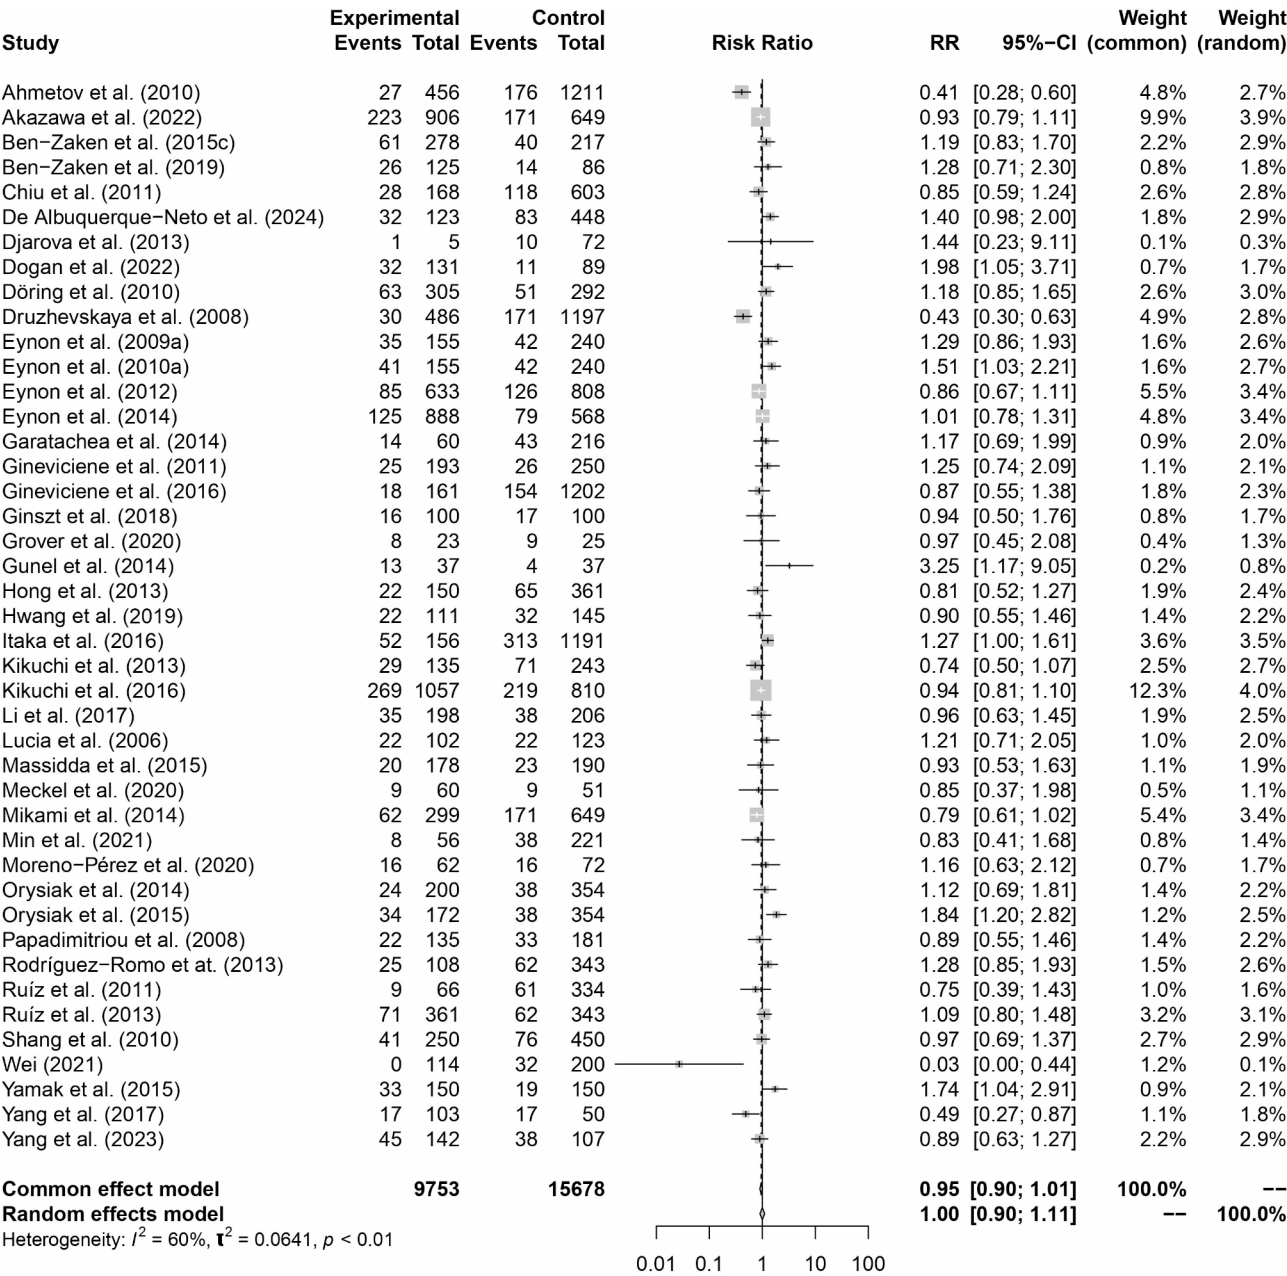 Experimental Control Weight Weight
Study Events Total Events Total Risk Ratio RR 95%−CI (common) (random)
Ahmetov et al. (2010) 27 456 176 1211 0.41 [0.28; 0.60] 4.8% 2.7%
Akazawa et al. (2022) 223 906 171 649 0.93 [0.79; 1.11] 9.9% 3.9%
Ben−Zaken et al. (2015c) 61 278 40 217 1.19 [0.83; 1.70] 2.2% 2.9%
Ben−Zaken et al. (2019) 26 125 14 86 1.28 [0.71; 2.30] 0.8% 1.8%
Chiu et al. (2011) 28 168 118 603 0.85 [0.59; 1.24] 2.6% 2.8%
De Albuquerque−Neto et al. (2024) 32 123 83 448 1.40 [0.98; 2.00] 1.8% 2.9%
Djarova et al. (2013) 1 5 10 72 1.44 [0.23; 9.11] 0.1% 0.3%
Dogan et al. (2022) 32 131 11 89 1.98 [1.05; 3.71] 0.7% 1.7%
Döring et al. (2010) 63 305 51 292 1.18 [0.85; 1.65] 2.6% 3.0%
Druzhevskaya et al. (2008) 30 486 171 1197 0.43 [0.30; 0.63] 4.9% 2.8%
Eynon et al. (2009a) 35 155 42 240 1.29 [0.86; 1.93] 1.6% 2.6%
Eynon et al. (2010a) 41 155 42 240 1.51 [1.03; 2.21] 1.6% 2.7%
Eynon et al. (2012) 85 633 126 808 0.86 [0.67; 1.11] 5.5% 3.4%
Eynon et al. (2014) 125 888 79 568 1.01 [0.78; 1.31] 4.8% 3.4%
Garatachea et al. (2014) 14 60 43 216 1.17 [0.69; 1.99] 0.9% 2.0%
Gineviciene et al. (2011) 25 193 26 250 1.25 [0.74; 2.09] 1.1% 2.1%
Gineviciene et al. (2016) 18 161 154 1202 0.87 [0.55; 1.38] 1.8% 2.3%
Ginszt et al. (2018) 16 100 17 100 0.94 [0.50; 1.76] 0.8% 1.7%
Grover et al. (2020) 8 23 9 25 0.97 [0.45; 2.08] 0.4% 1.3%
Gunel et al. (2014) 13 37 4 37 3.25 [1.17; 9.05] 0.2% 0.8%
Hong et al. (2013) 22 150 65 361 0.81 [0.52; 1.27] 1.9% 2.4%
Hwang et al. (2019) 22 111 32 145 0.90 [0.55; 1.46] 1.4% 2.2%
Itaka et al. (2016) 52 156 313 1191 1.27 [1.00; 1.61] 3.6% 3.5%
Kikuchi et al. (2013) 29 135 71 243 0.74 [0.50; 1.07] 2.5% 2.7%
Kikuchi et al. (2016) 269 1057 219 810 0.94 [0.81; 1.10] 12.3% 4.0%
Li et al. (2017) 35 198 38 206 0.96 [0.63; 1.45] 1.9% 2.5%
Lucia et al. (2006) 22 102 22 123 1.21 [0.71; 2.05] 1.0% 2.0%
Massidda et al. (2015) 20 178 23 190 0.93 [0.53; 1.63] 1.1% 1.9%
Meckel et al. (2020) 9 60 9 51 0.85 [0.37; 1.98] 0.5% 1.1%
Mikami et al. (2014) 62 299 171 649 0.79 [0.61; 1.02] 5.4% 3.4%
Min et al. (2021) 8 56 38 221 0.83 [0.41; 1.68] 0.8% 1.4%
Moreno−Pérez et al. (2020) 16 62 16 72 1.16 [0.63; 2.12] 0.7% 1.7%
Orysiak et al. (2014) 24 200 38 354 1.12 [0.69; 1.81] 1.4% 2.2%
Orysiak et al. (2015) 34 172 38 354 1.84 [1.20; 2.82] 1.2% 2.5%
Papadimitriou et al. (2008) 22 135 33 181 0.89 [0.55; 1.46] 1.4% 2.2%
Rodríguez−Romo et at. (2013) 25 108 62 343 1.28 [0.85; 1.93] 1.5% 2.6%
Ruíz et al. (2011) 9 66 61 334 0.75 [0.39; 1.43] 1.0% 1.6%
Ruíz et al. (2013) 71 361 62 343 1.09 [0.80; 1.48] 3.2% 3.1%
Shang et al. (2010) 41 250 76 450 0.97 [0.69; 1.37] 2.7% 2.9%
Wei (2021) 0 114 32 200 0.03 [0.00; 0.44] 1.2% 0.1%
Yamak et al. (2015) 33 150 19 150 1.74 [1.04; 2.91] 0.9% 2.1%
Yang et al. (2017) 17 103 17 50 0.49 [0.27; 0.87] 1.1% 1.8%
Yang et al. (2023) 45 142 38 107 0.89 [0.63; 1.27] 2.2% 2.9%
Common effect model 9753 15678 0.95 [0.90; 1.01] 100.0% −−
Random effects model 1.00 [0.90; 1.11] −− 100.0%
Heterogeneity: I² = 60%, τ² = 0.0641, p < 0.01
0.01 0.1 1 10 100